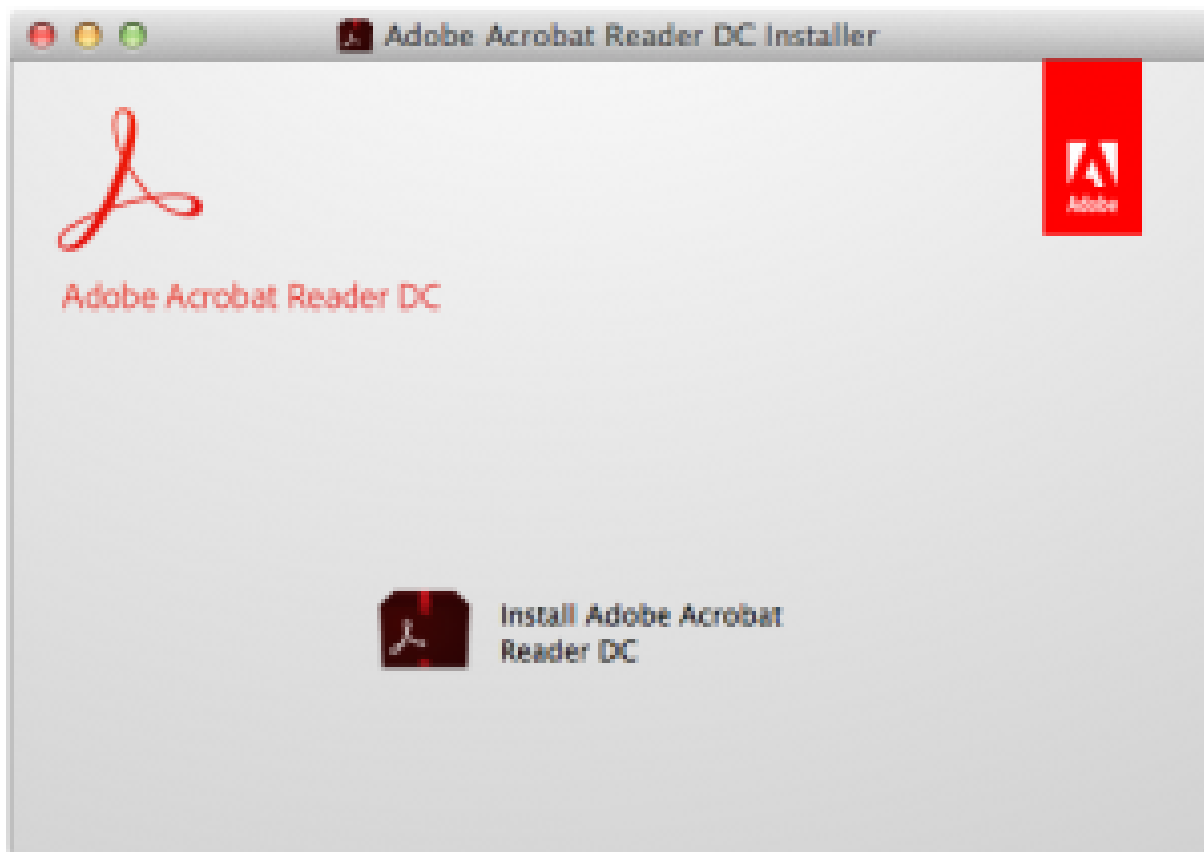 Adobe Acrobat Reader DC Installer
Adobe
Adobe Acrobat Reader DC
Install Adobe Acrobat
Reader DC